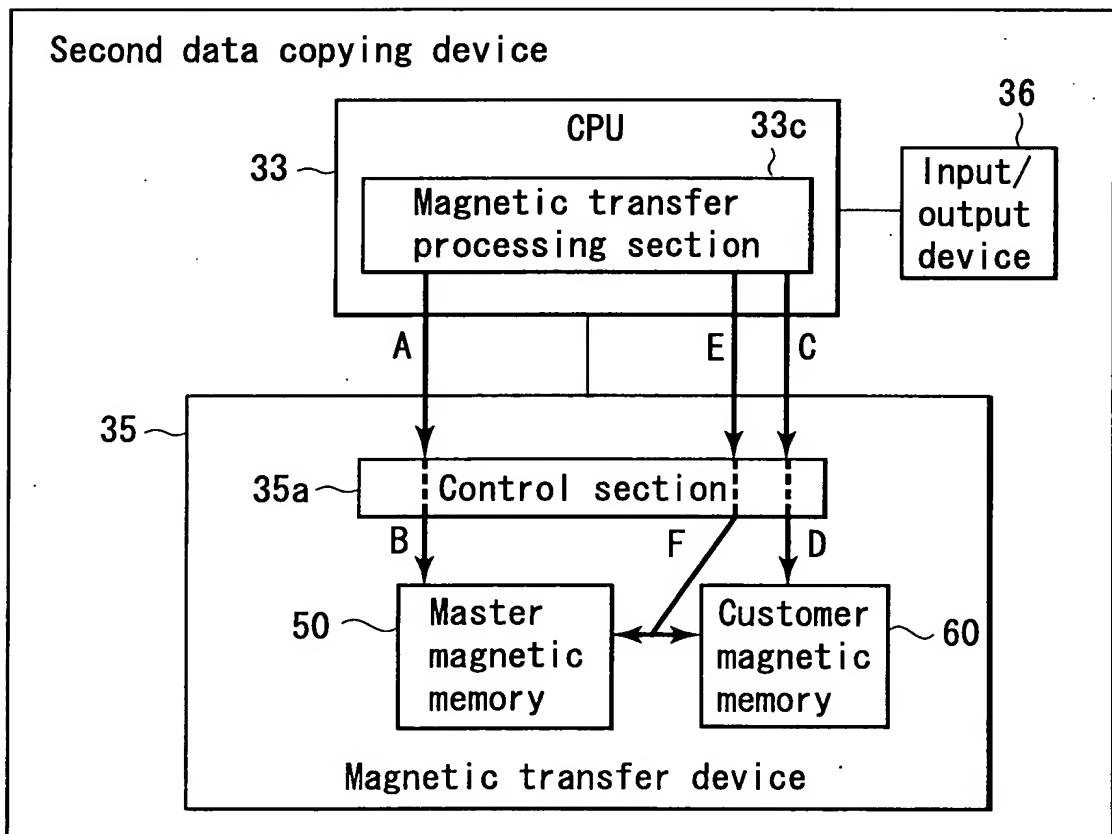 Second data copying device
36
CPU
33c
33
Input/
output
device
Magnetic transfer
processing section
A
E
C
35
35a
Control section
B
F
D
50
Master
magnetic
memory
Customer
magnetic
memory
60
Magnetic transfer device